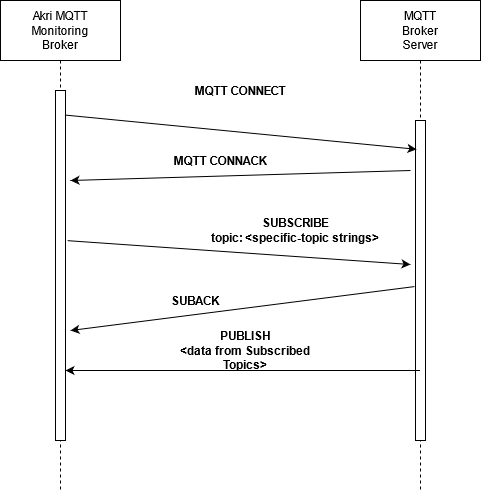 Akri MQTT
Monitoring
Broker
MQTT
Broker
Server
MQTT CONNECT
MQTT CONNACK
SUBSCRIBE
topic: <specific-topic strings>
SUBACK
PUBLISH
<data from Subscribed
Topics>